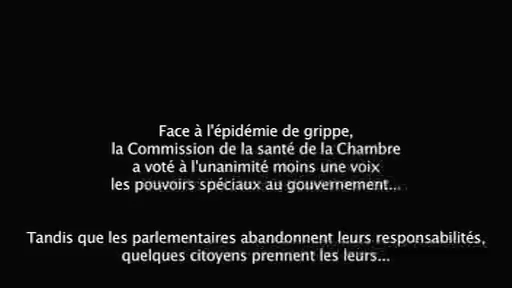 Face à l'épidémie de grippe,
la Commission de la santé de la Chambre
a voté à l'unanimité moins une voix
les pouvoirs spéciaux au gouvernement...
Tandis que les parlementaires abandonnent leurs responsabilités,
quelques citoyens prennent les leurs...